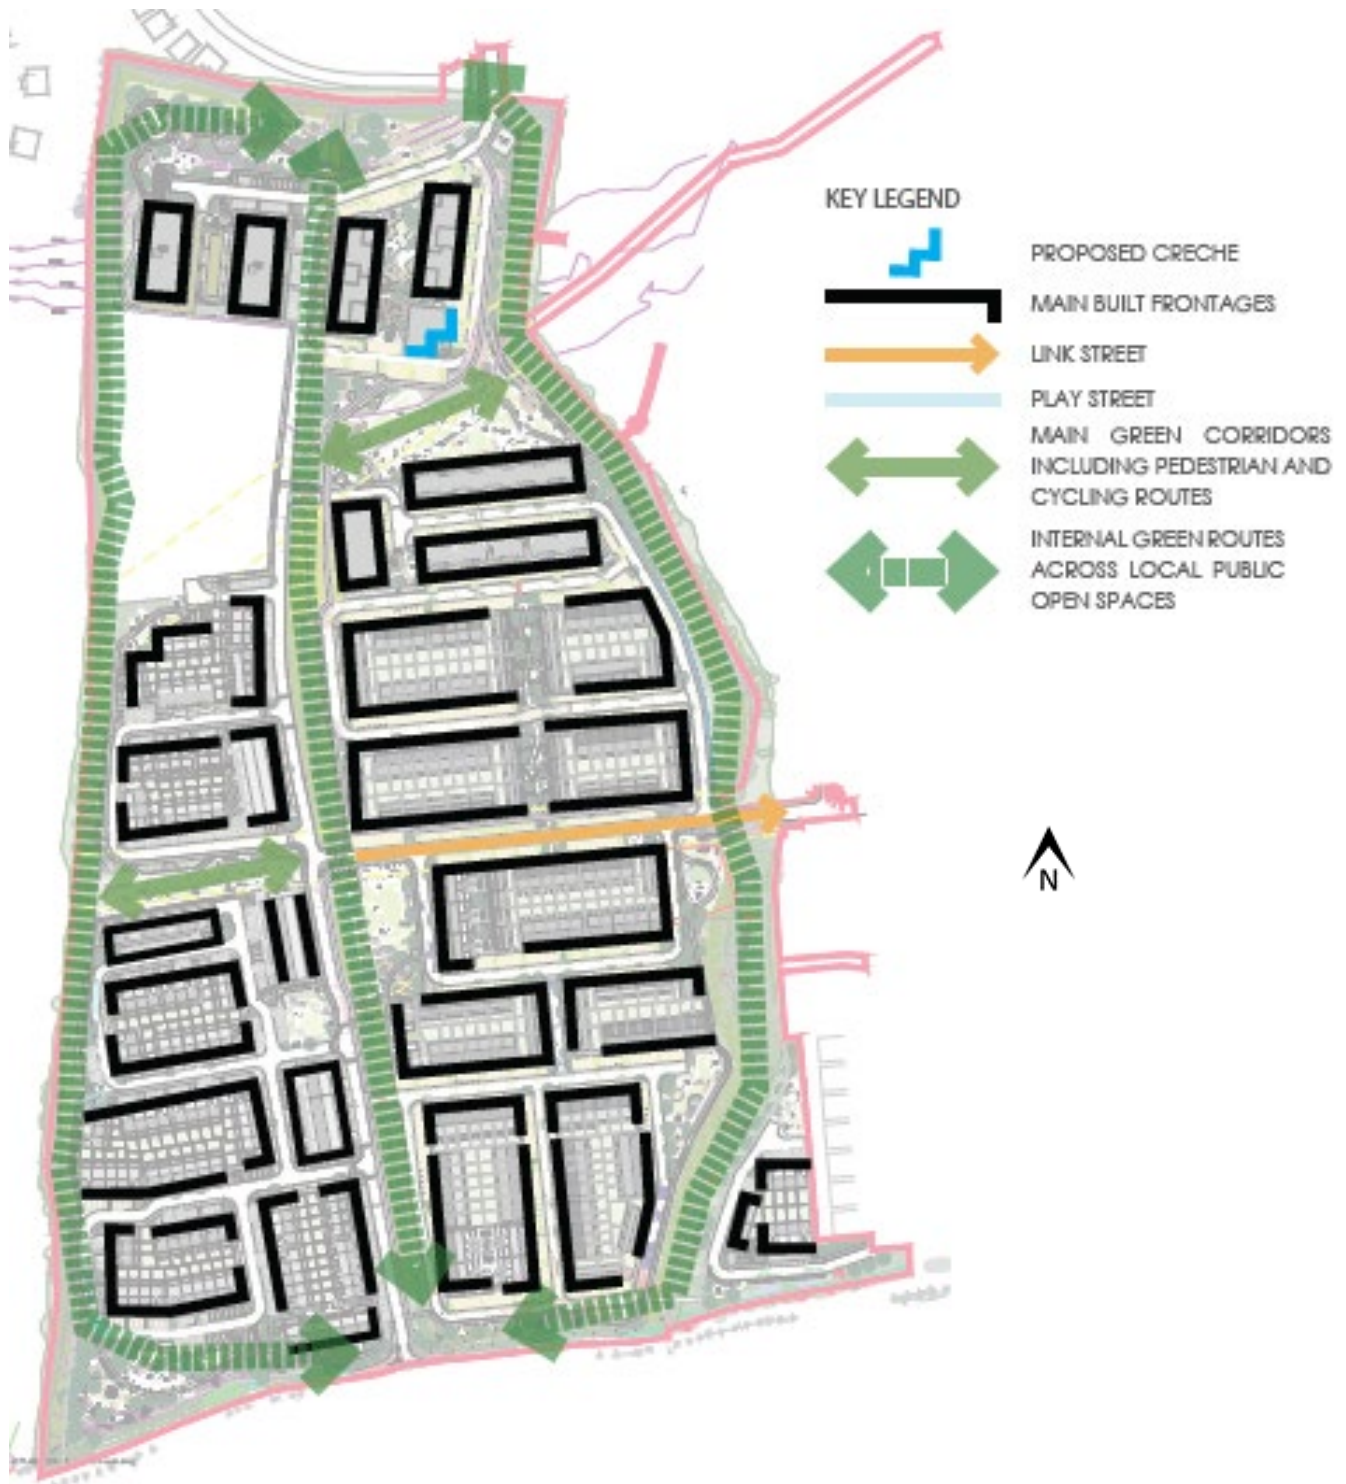 KEY LEGEND
PROPOSED CRECHE
MAIN BUILT FRONTAGES
LINK STREET
PLAY STREET
MAIN GREEN CORRIDORS
INCLUDING PEDESTRIAN AND
CYCLING ROUTES
INTERNAL GREEN ROUTES
ACROSS LOCAL PUBLIC
OPEN SPACES
N